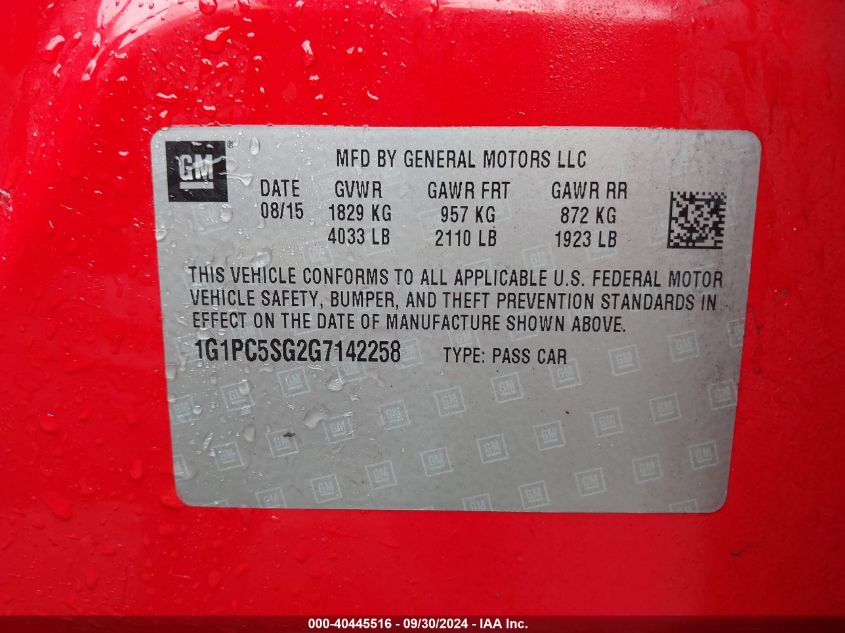 GM
MFD BY GENERAL MOTORS LLC
DATE GVWR GAWR FRT GAWR RR
08/15 1829 KG 957 KG 872 KG
4033 LB 2110 LB 1923 LB
THIS VEHICLE CONFORMS TO ALL APPLICABLE U.S. FEDERAL MOTOR
VEHICLE SAFETY, BUMPER, AND THEFT PREVENTION STANDARDS IN
EFFECT ON THE DATE OF MANUFACTURE SHOWN ABOVE.
1G1PC5SG2G7142258 TYPE: PASS CAR
000-40445516 - 09/30/2024 - IAA Inc.